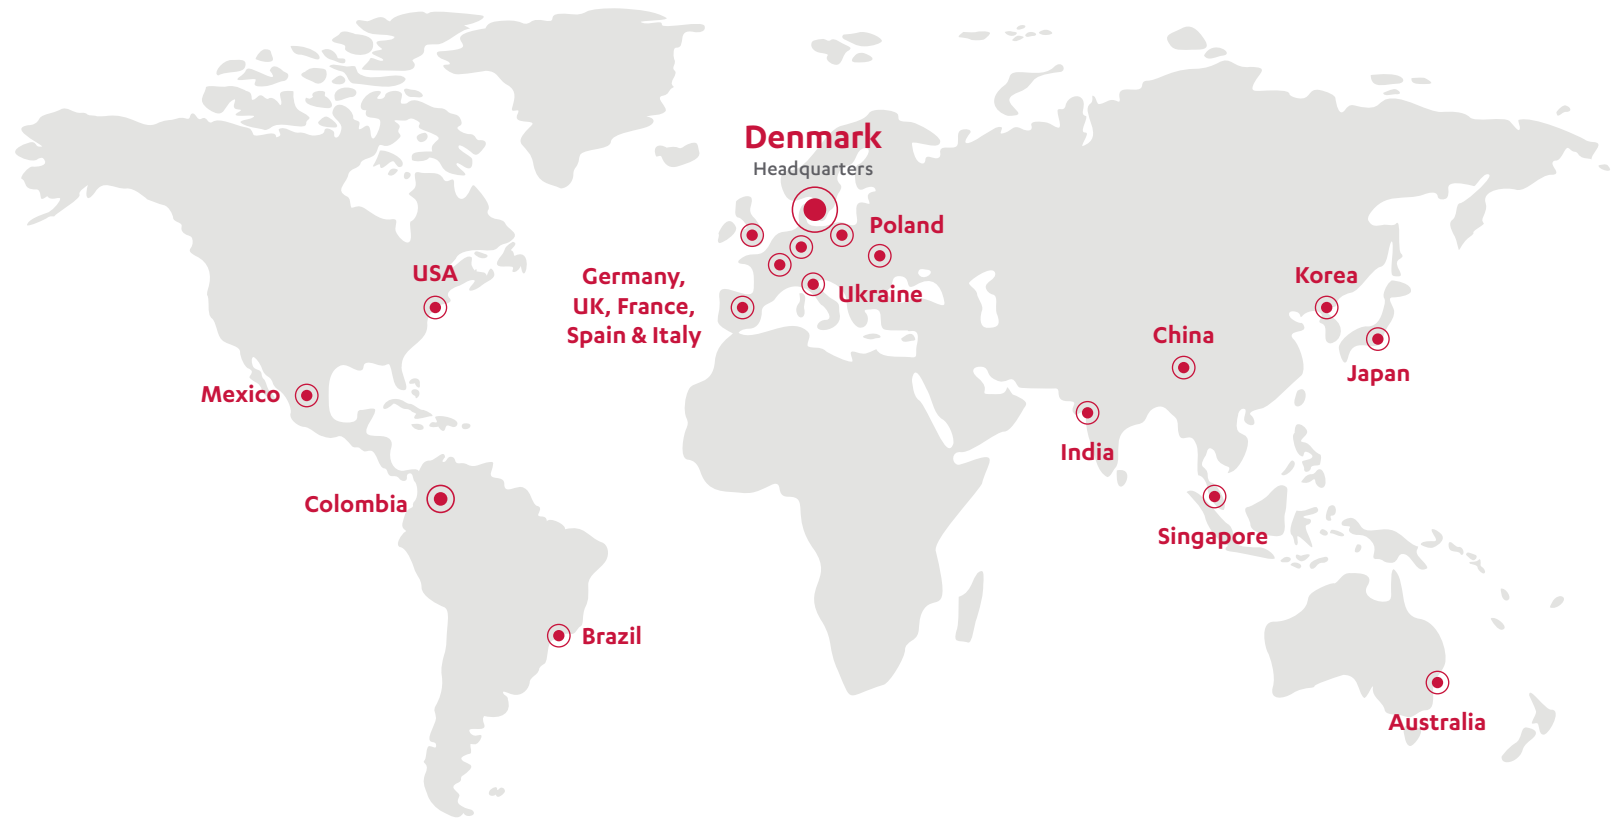 Denmark
Headquarters
Poland
USA
Germany,
UK, France,
Spain & Italy
Ukraine
Korea
China
Japan
Mexico
India
Colombia
Singapore
Brazil
Australia